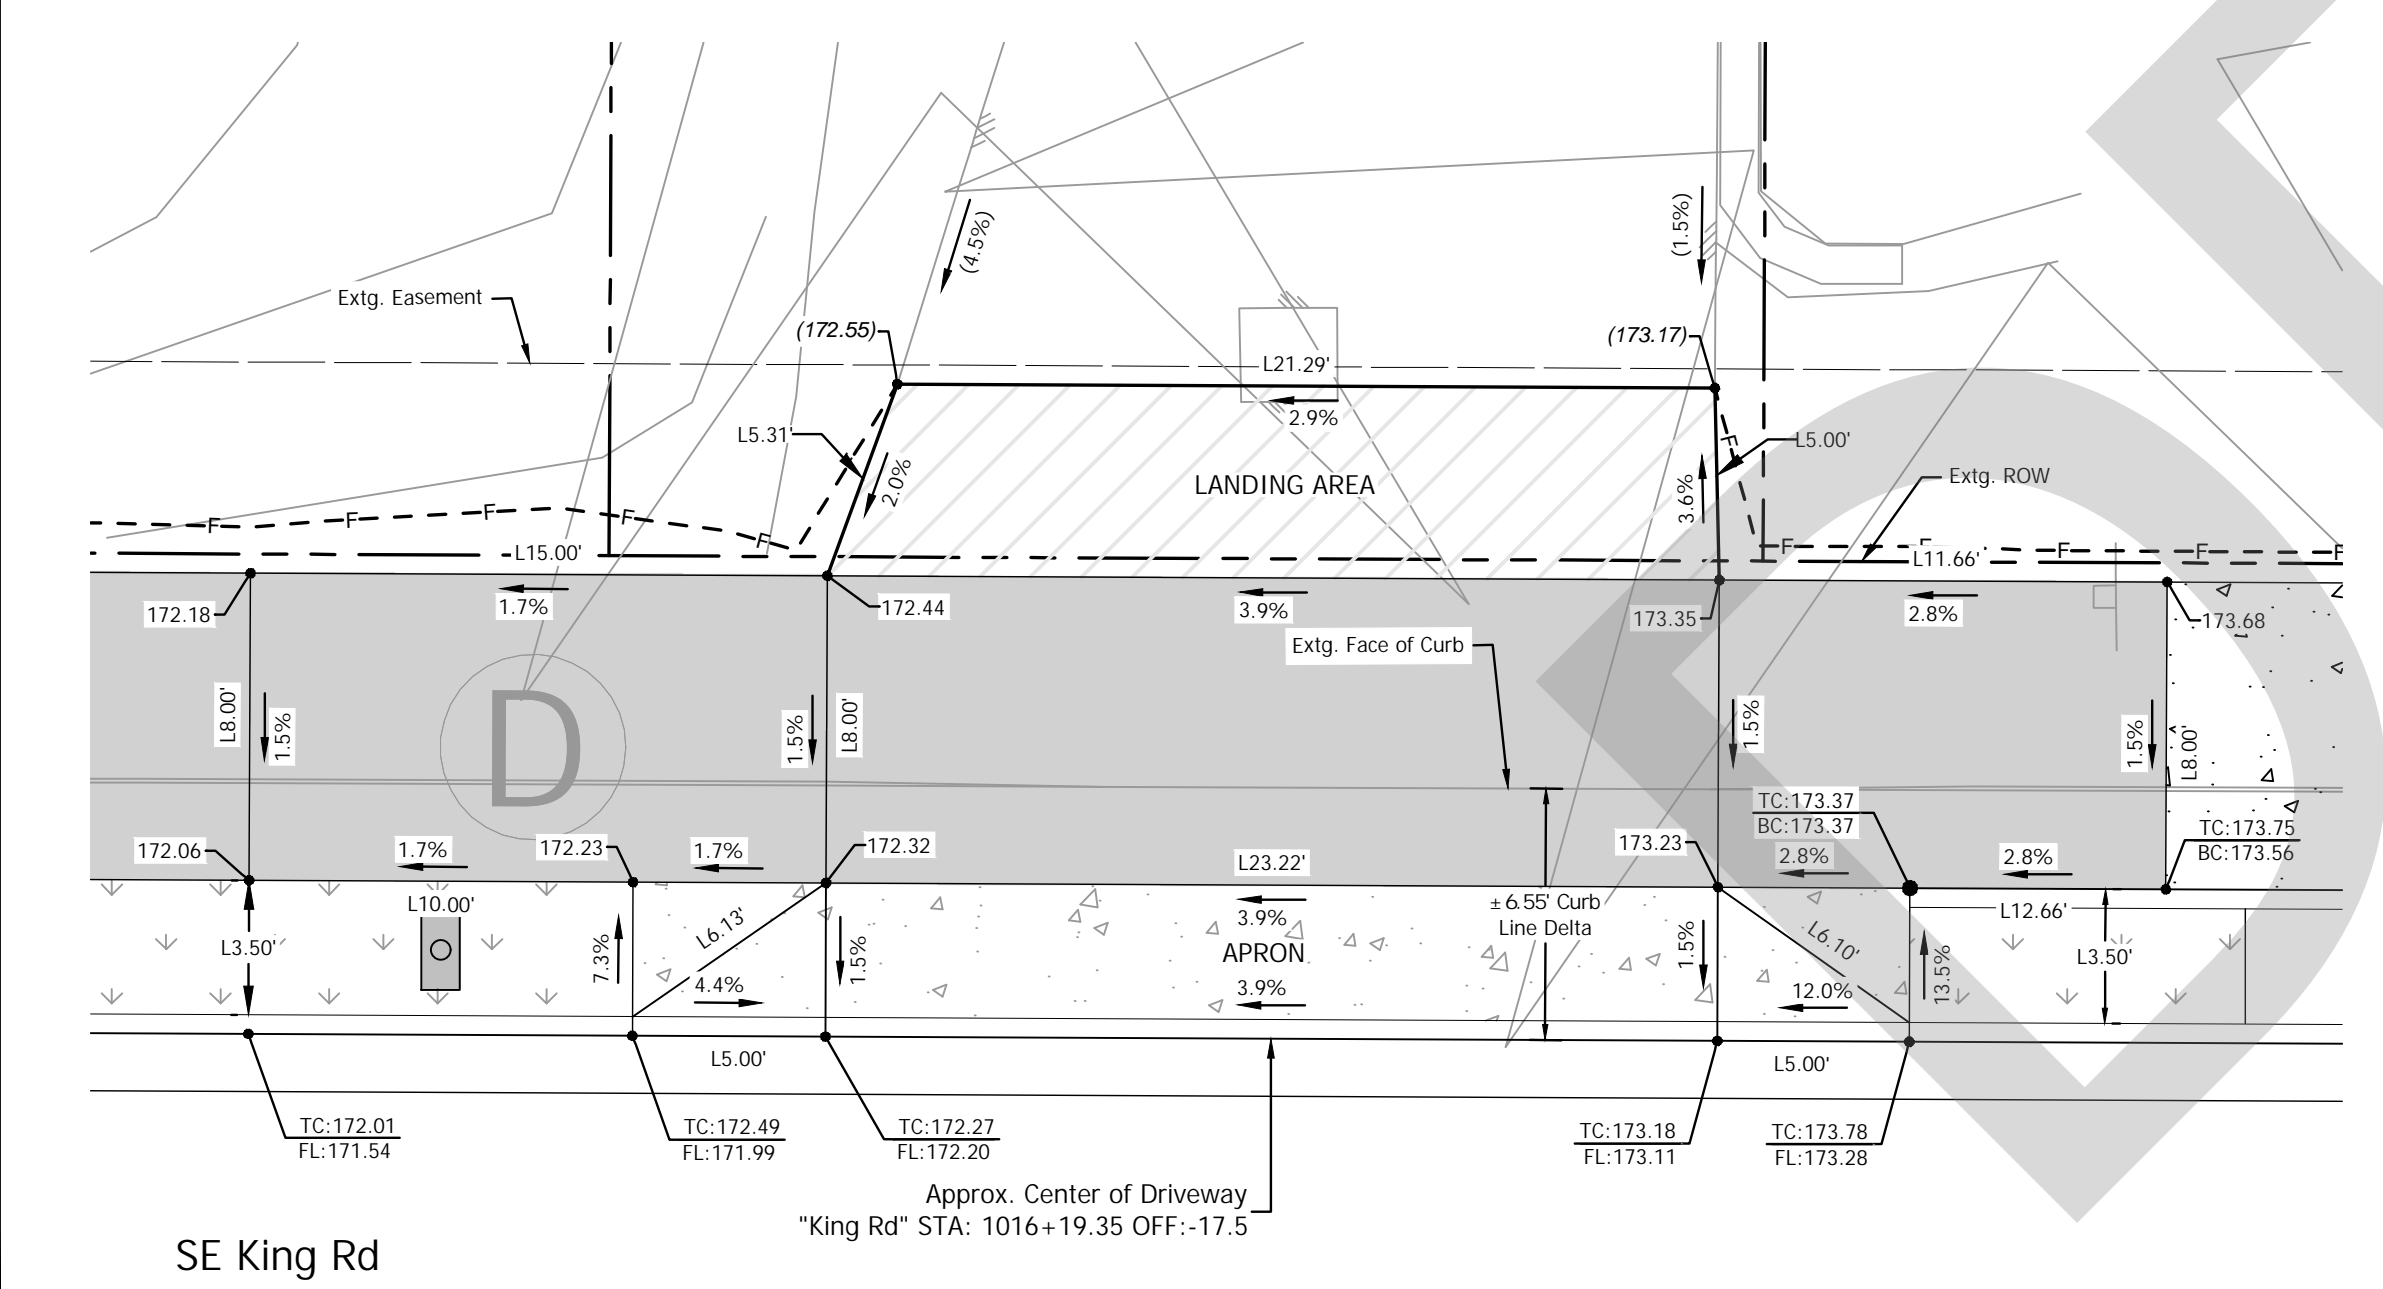 (4.5%)
(1.5%)
Extg. Easement
(172.55)
(173.17)
L21.29'
2.9%
L5.31'
2.0%
LANDING AREA
3.6%
L5.00'
Extg. ROW
F
F
F
F
F
F
F
F
F
F
F
L15.00'
L11.66'
1.7%
172.18
172.44
3.9%
173.35
2.8%
173.68
Extg. Face of Curb
L8.00'
1.5%
D
1.5%
L8.00'
1.5%
1.5%
L8.00'
TC:173.37
BC:173.37
172.06
1.7%
172.23
1.7%
172.32
L23.22'
173.23
2.8%
2.8%
TC:173.75
BC:173.56
L10.00'
L3.50'
7.3%
L6.13'
4.4%
1.5%
3.9%
APRON
3.9%
±6.55' Curb
Line Delta
1.5%
L6.10'
12.0%
13.5%
L12.66'
L3.50'
L5.00'
L5.00'
TC:172.01
FL:171.54
TC:172.49
FL:171.99
TC:172.27
FL:172.20
TC:173.18
FL:173.11
TC:173.78
FL:173.28
Approx. Center of Driveway
"King Rd" STA: 1016+19.35 OFF:-17.5
SE King Rd